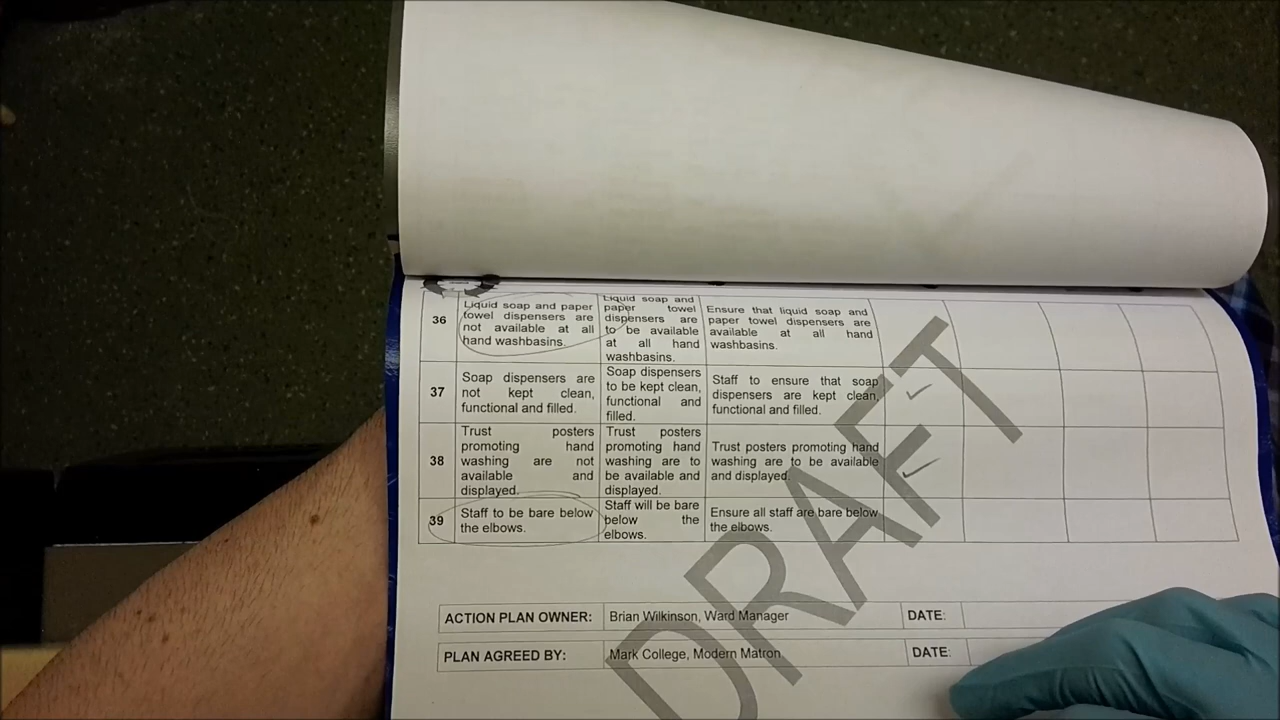 36
Liquid soap and paper
towel dispensers are
not available at all
hand washbasins.
Liquid soap and
paper towel
dispensers are
to be available
at all hand
washbasins.
Ensure that liquid soap and
paper towel dispensers are
available at all hand
washbasins.
37
Soap dispensers are
not kept clean,
functional and filled.
Soap dispensers
to be kept clean,
functional and
filled.
Staff to ensure that soap
dispensers are kept clean,
functional and filled.
38
Trust posters
promoting hand
washing are not
available and
displayed.
Trust posters
promoting hand
washing are to
be available and
displayed.
Trust posters promoting hand
washing are to be available
and displayed.
39
Staff to be bare below
the elbows.
Staff will be bare
below the
elbows.
Ensure all staff are bare below
the elbows.
DRAFT
ACTION PLAN OWNER: Brian Wilkinson, Ward Manager DATE:
PLAN AGREED BY: Mark College, Modern Matron DATE: